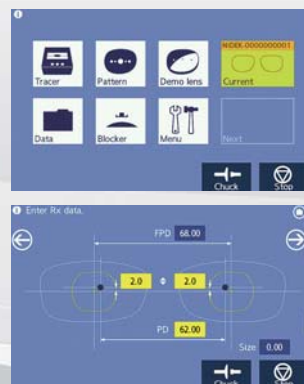 NIDEK-0000000001
Tracer
Pattern
Demo lens
Current
Data
Blocker
Menu
Next
Chuck
Stop
Enter Rx data.
FPD 68.00
2.0 2.0
PD 62.00
Size 0.00
Chuck